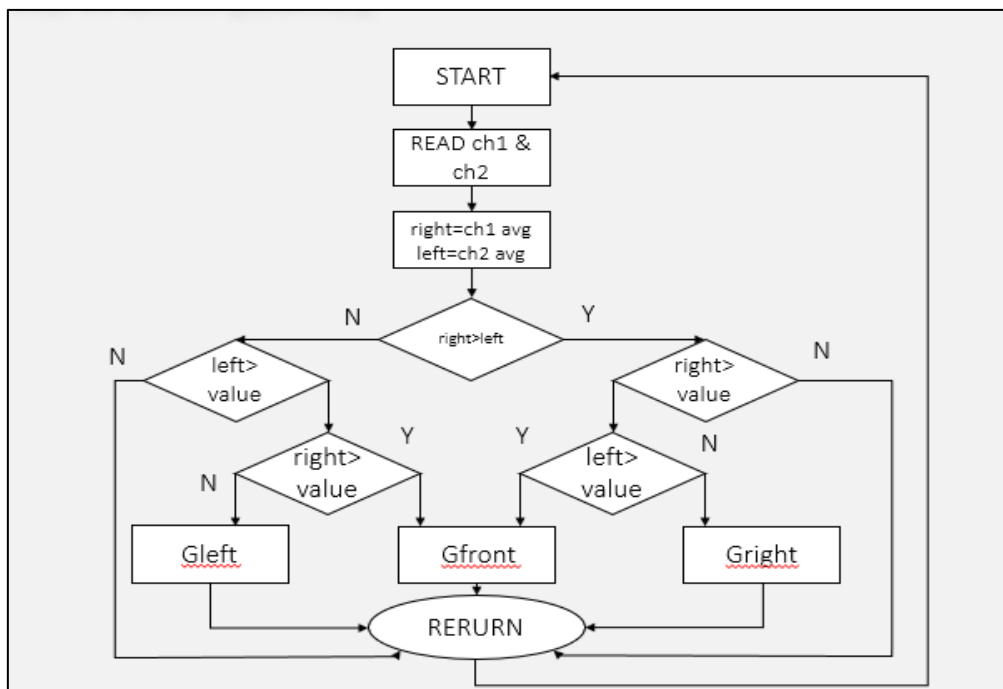 START
READ ch1 &
ch2
right=ch1 avg
left=ch2 avg
N
Y
right>left
N
N
left>
value
right>
value
Y
Y
N
right>
value
left>
value
N
Gleft
Gfront
Gright
RERURN